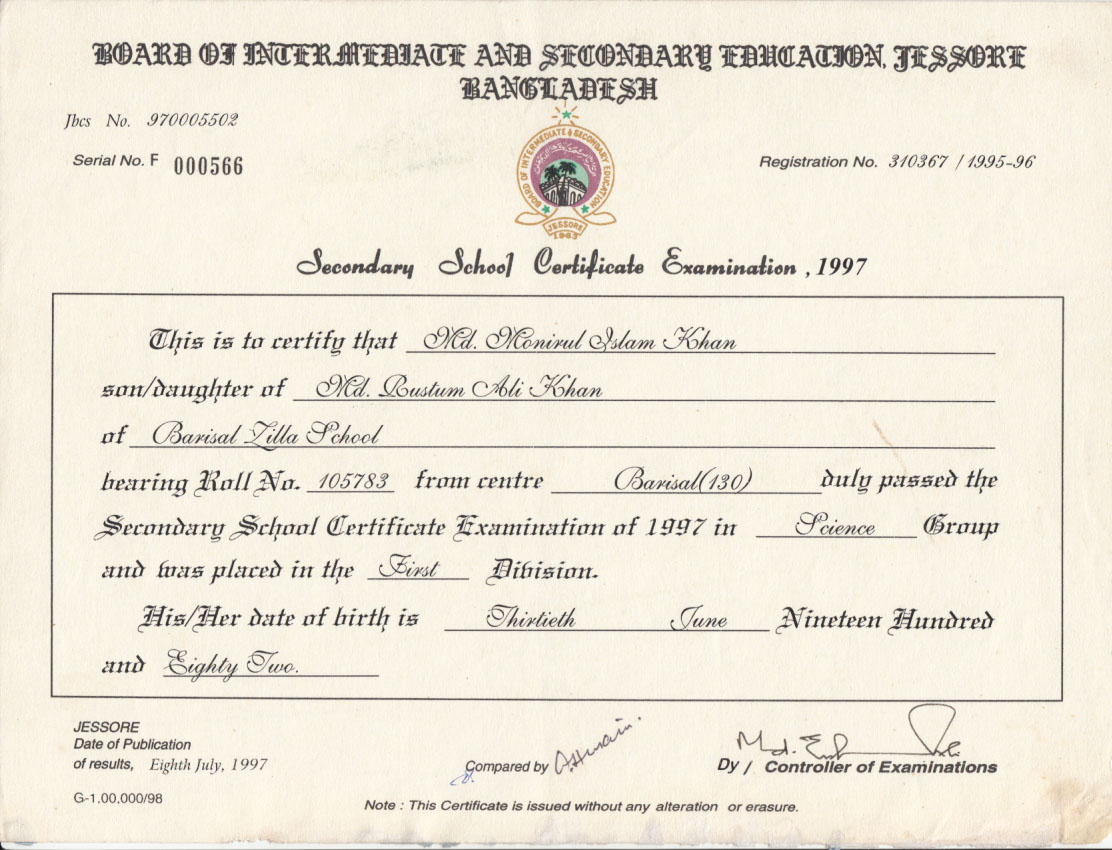 BOARD OF INTERMEDIATE AND SECONDARY EDUCATION, JESSORE
BANGLADESH
Jbcs No. 970005502
Serial No. F 000566
BOARD OF INTERMEDIATE & SECONDARY EDUCATION
JESSORE
1963
Registration No. 310367 / 1995-96
Secondary School Certificate Examination , 1997
This is to certify that Md. Monirul Islam Khan
son/daughter of Md. Rustum Ali Khan
of Barisal Zilla School
bearing Roll No. 105783 from centre Barisal(130) duly passed the
Secondary School Certificate Examination of 1997 in Science Group
and was placed in the First Division.
His/Her date of birth is Thirtieth June Nineteen Hundred
and Eighty Two.
JESSORE
Date of Publication
of results, Eighth July, 1997
Compared by
Md.
Dy / Controller of Examinations
G-1,00,000/98
Note : This Certificate is issued without any alteration or erasure.